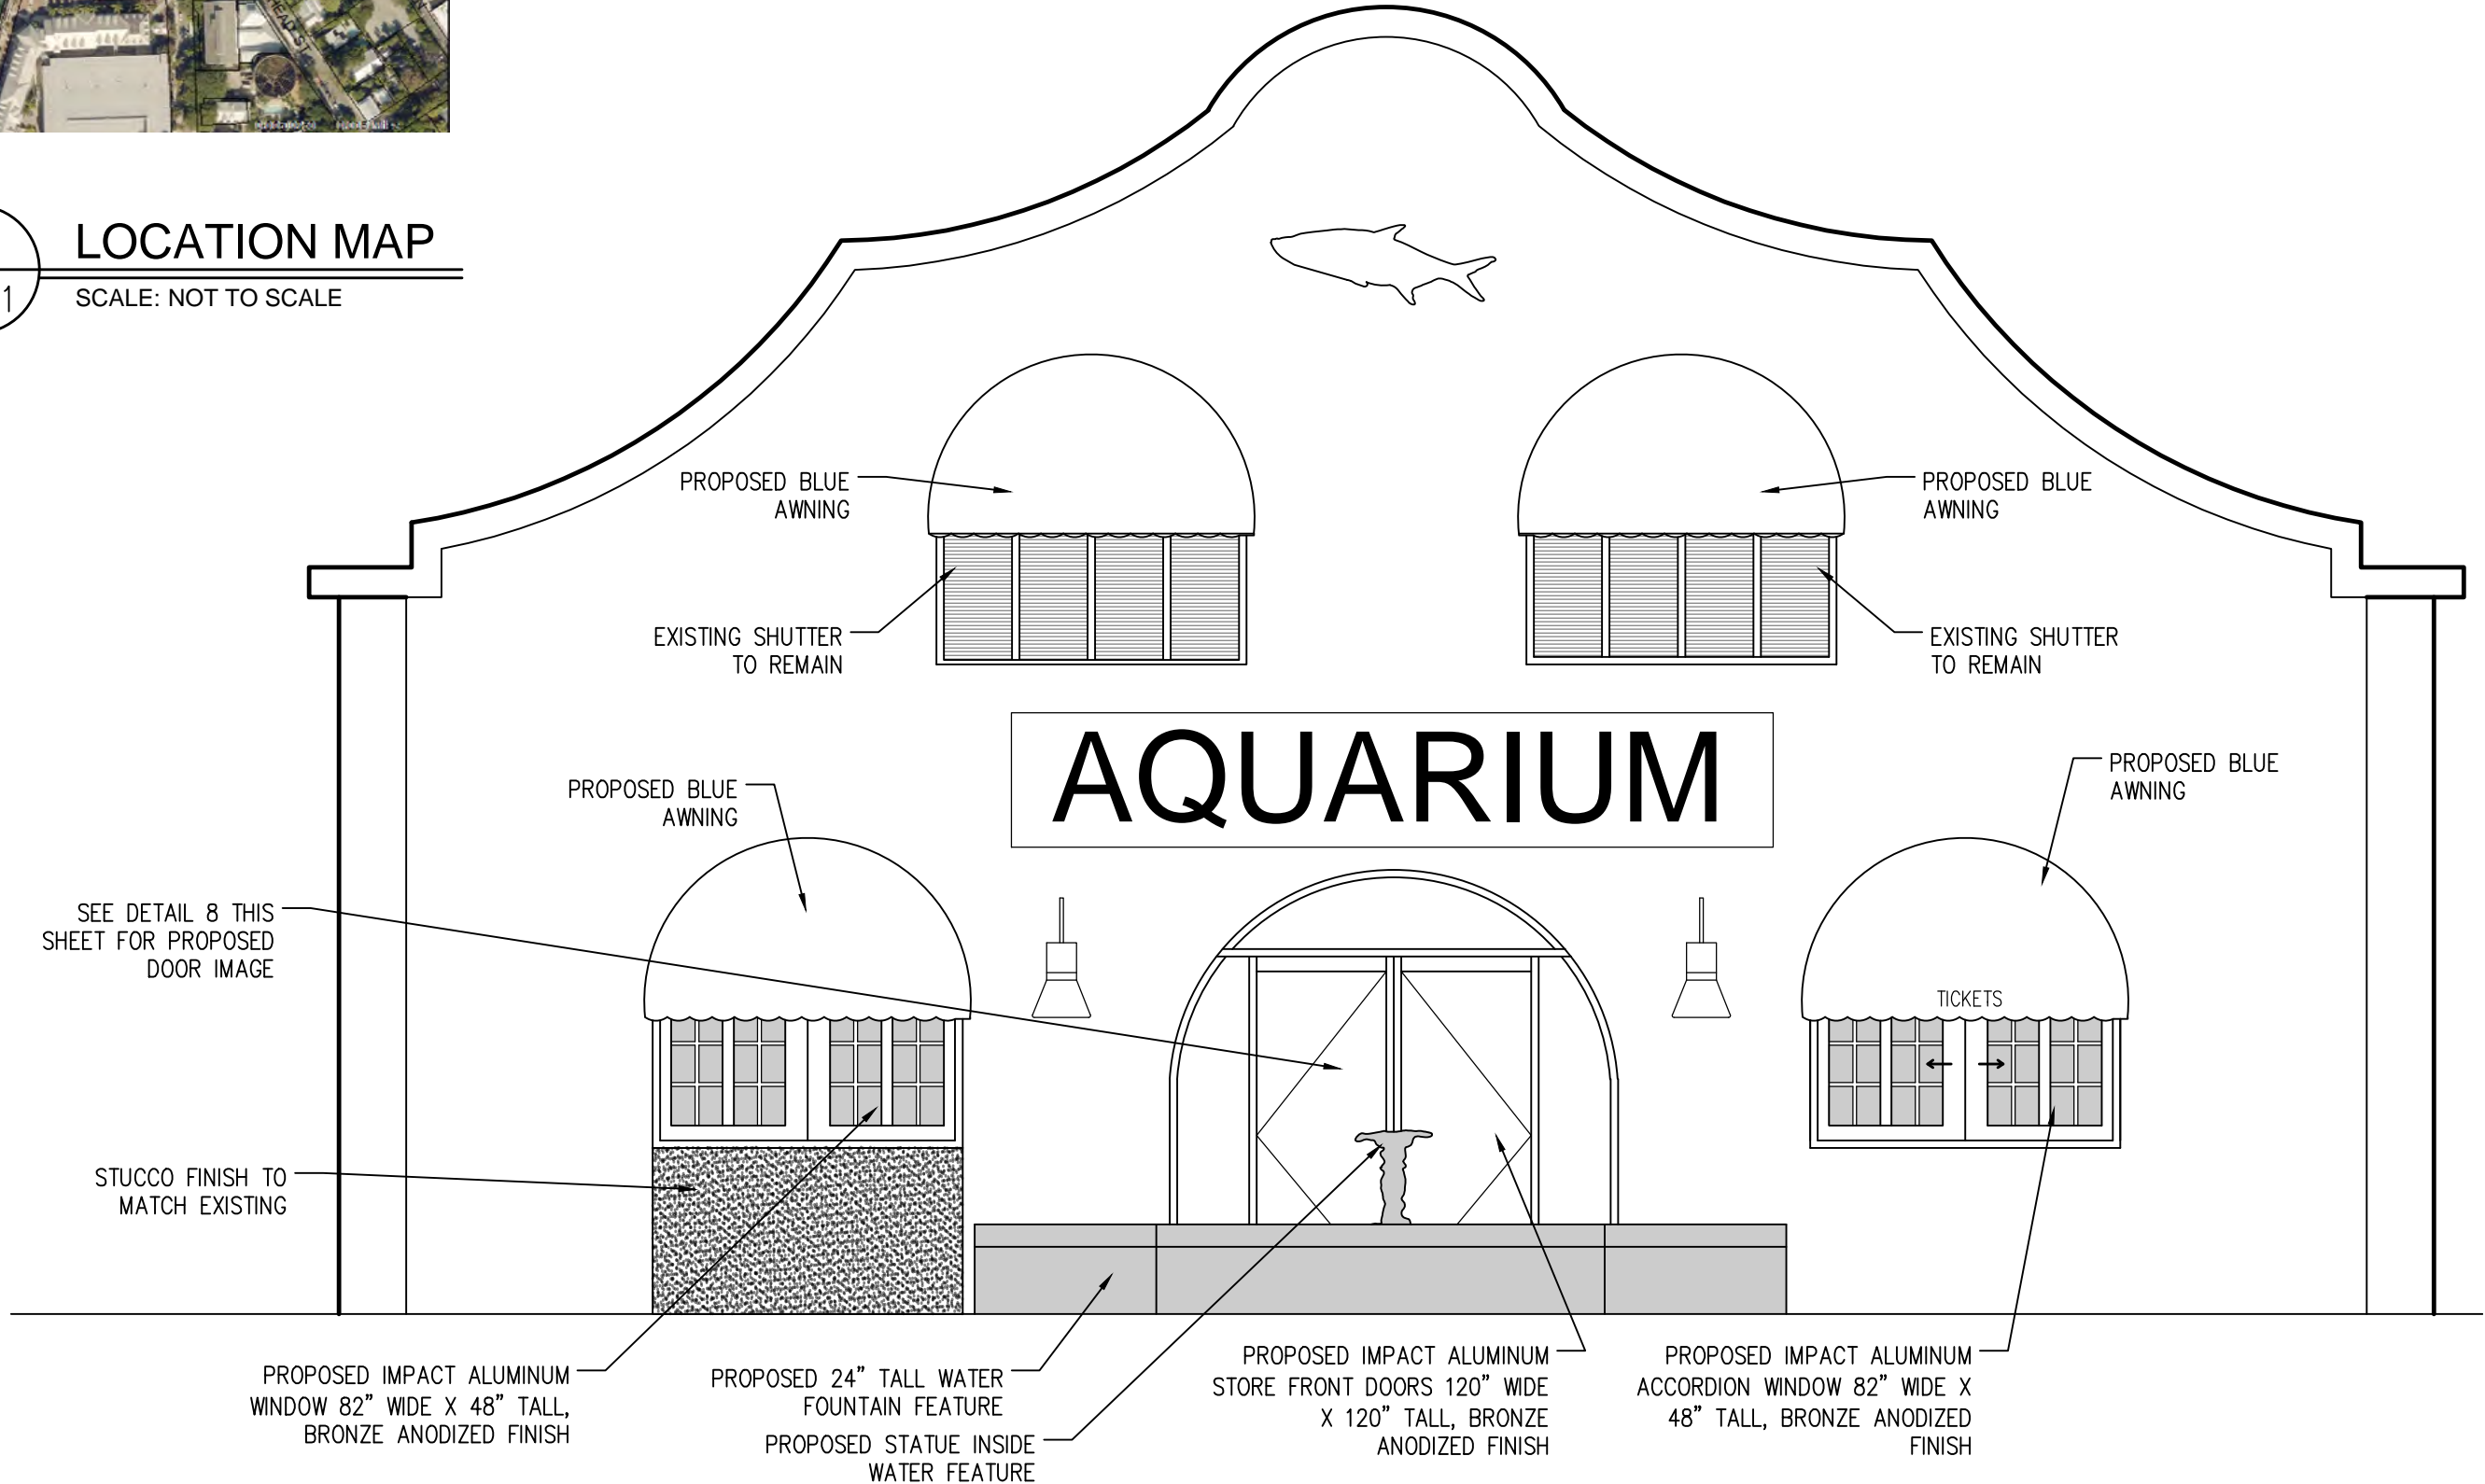 LOCATION MAP
1
SCALE: NOT TO SCALE
PROPOSED BLUE
AWNING
PROPOSED BLUE
AWNING
EXISTING SHUTTER
TO REMAIN
EXISTING SHUTTER
TO REMAIN
AQUARIUM
PROPOSED BLUE
AWNING
PROPOSED BLUE
AWNING
SEE DETAIL 8 THIS
SHEET FOR PROPOSED
DOOR IMAGE
TICKETS
STUCCO FINISH TO
MATCH EXISTING
PROPOSED IMPACT ALUMINUM
WINDOW 82” WIDE X 48” TALL,
BRONZE ANODIZED FINISH
PROPOSED 24” TALL WATER
FOUNTAIN FEATURE
PROPOSED STATUE INSIDE
WATER FEATURE
PROPOSED IMPACT ALUMINUM
STORE FRONT DOORS 120” WIDE
X 120” TALL, BRONZE
ANODIZED FINISH
PROPOSED IMPACT ALUMINUM
ACCORDION WINDOW 82” WIDE X
48” TALL, BRONZE ANODIZED
FINISH